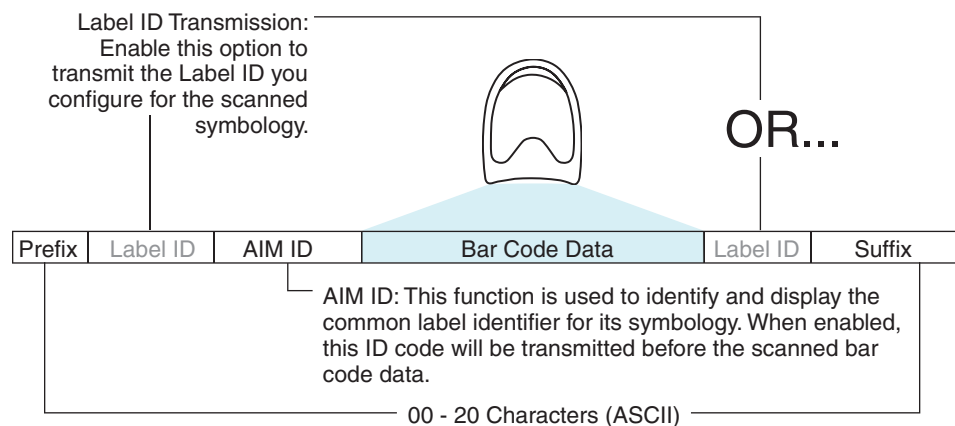 Label ID Transmission:
Enable this option to
transmit the Label ID you
configure for the scanned
symbology.
OR...
Prefix Label ID AIM ID Bar Code Data Label ID Suffix
AIM ID: This function is used to identify and display the
common label identifier for its symbology. When enabled,
this ID code will be transmitted before the scanned bar
code data.
00 - 20 Characters (ASCII)